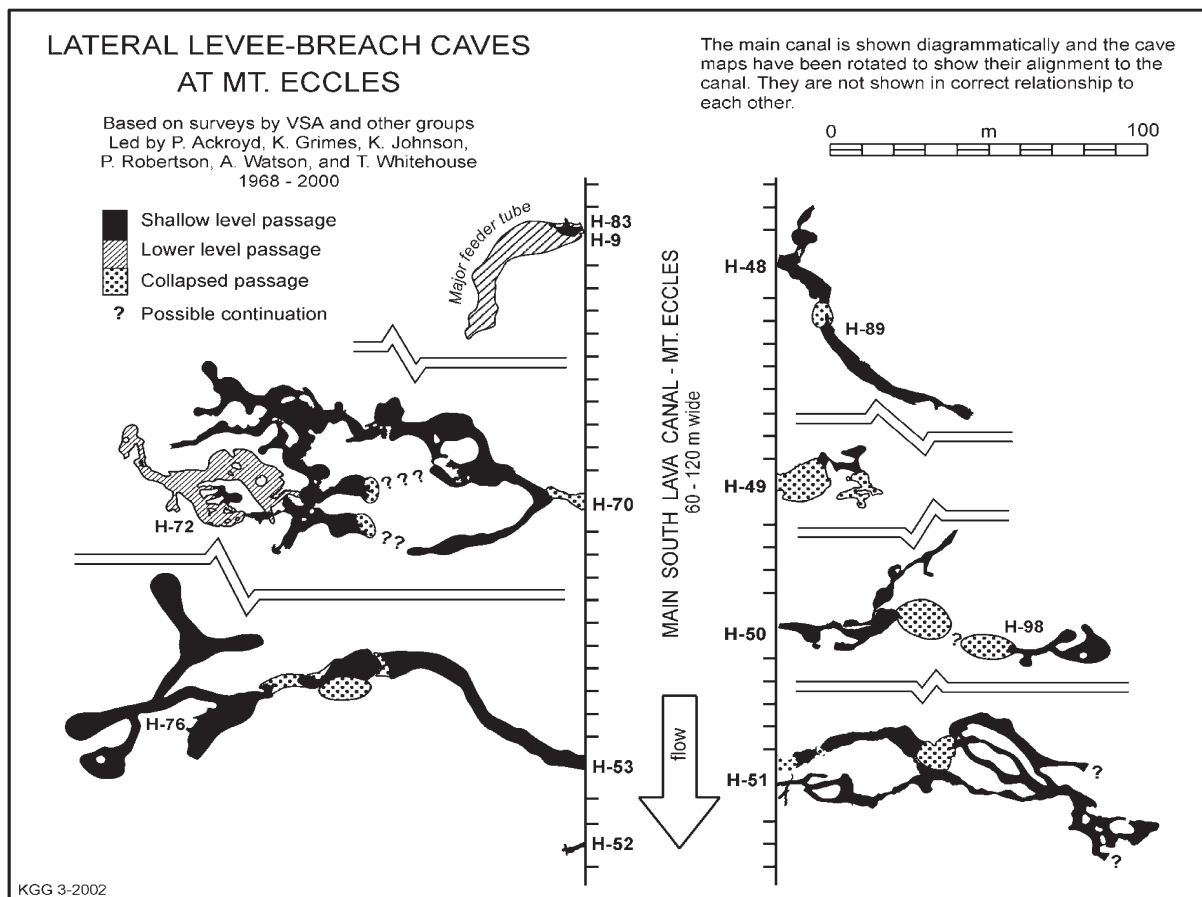 LATERAL LEVEE-BREACH CAVES
AT MT. ECCLES
Based on surveys by VSA and other groups
Led by P. Ackroyd, K. Grimes, K. Johnson,
P. Robertson, A. Watson, and T. Whitehouse
1968 - 2000
Shallow level passage
Lower level passage
Collapsed passage
? Possible continuation
The main canal is shown diagrammatically and the cave
maps have been rotated to show their alignment to the
canal. They are not shown in correct relationship to
each other.
0 m 100
Major feeder tube
H-83
H-9
H-70
? ? ?
? ?
H-72
H-76
H-53
H-52
MAIN SOUTH LAVA CANAL - MT. ECCLES
60 - 120 m wide
flow
H-48
H-89
H-49
H-50
?
H-98
H-51
?
?
KGG 3-2002